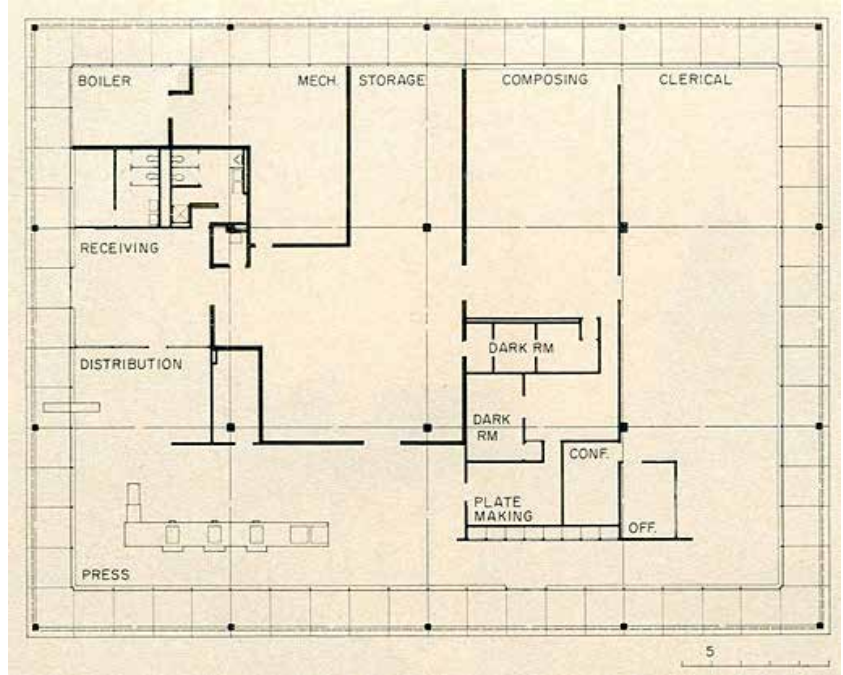 BOILER
MECH.
STORAGE
COMPOSING
CLERICAL
RECEIVING
DISTRIBUTION
DARK RM
DARK
RM
CONF.
PLATE
MAKING
OFF.
PRESS
5